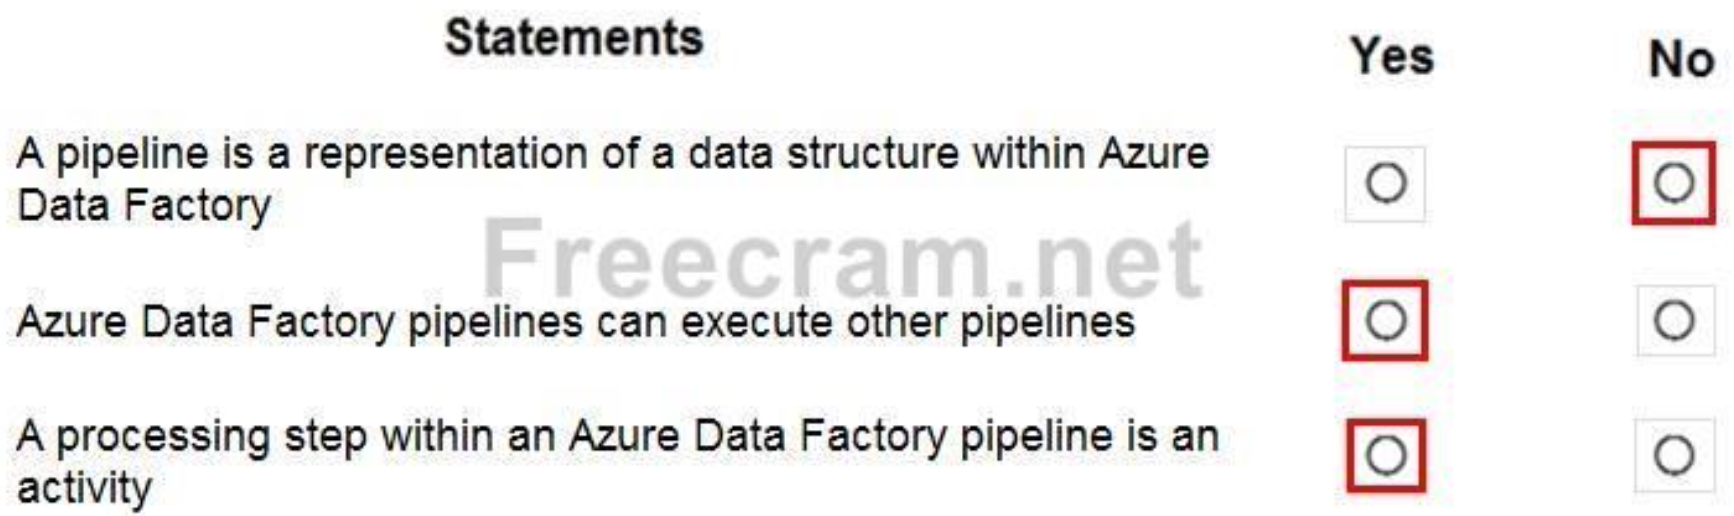 Statements
Yes
No
A pipeline is a representation of a data structure within Azure
Data Factory
Freecram.net
Azure Data Factory pipelines can execute other pipelines
A processing step within an Azure Data Factory pipeline is an
activity